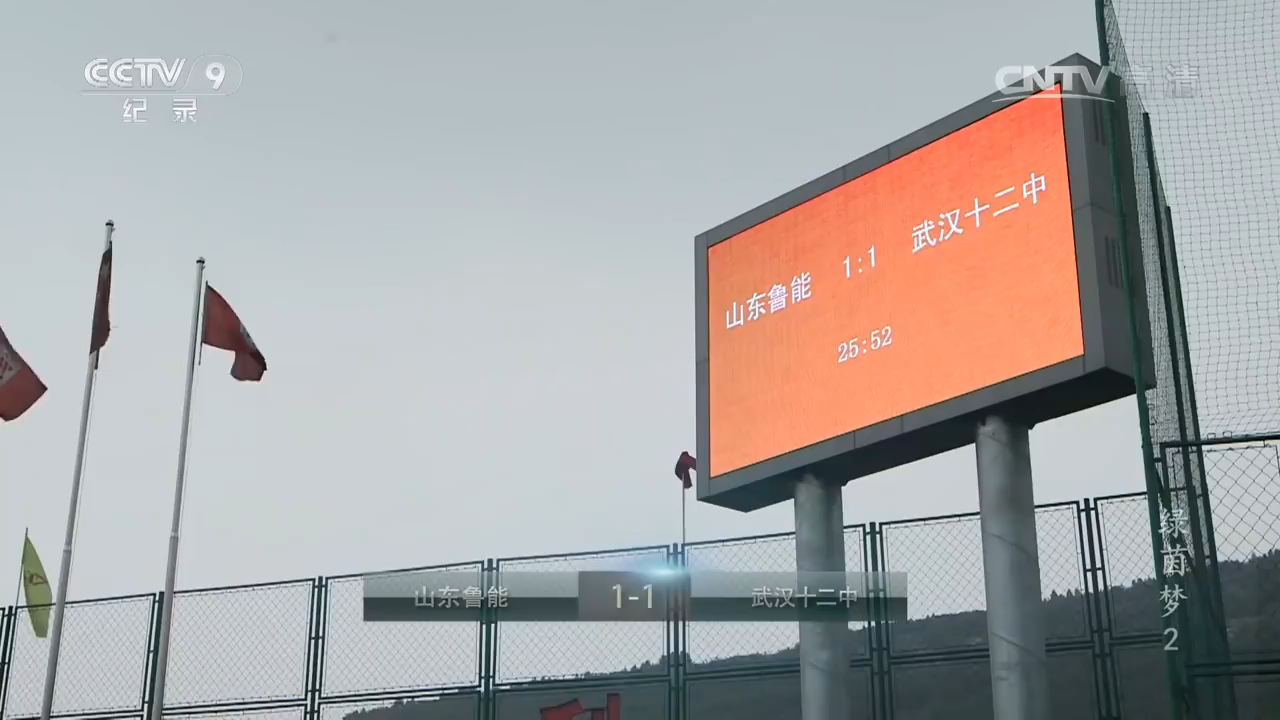 CCTV 9
纪录
CNTV 高清
山东鲁能 1:1 武汉十二中
25:52
山东鲁能 1-1 武汉十二中
绿茵梦2